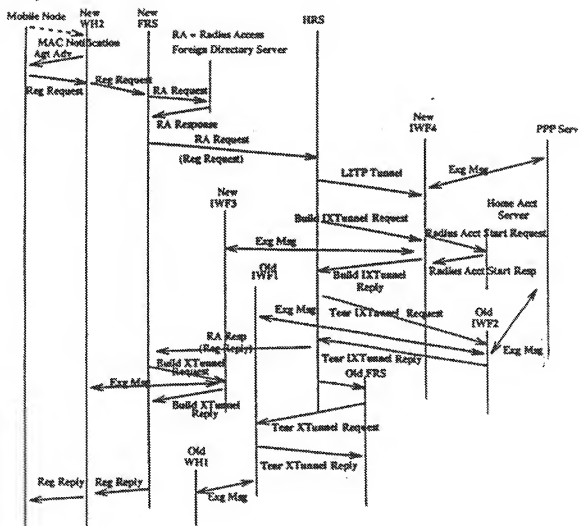 Mobile Node
New
WH2
New
FRS
HRS
RA = Radius Access
Foreign Directory Server
MAC Notification
Agt Adv
Reg Request
Reg Request
RA Request
RA Response
RA Request
(Reg Request)
New
IWF4
PPP Serv
L2TP Tunnel
Exg Msg
New
IWF3
Home Acct
Server
Build IXTunnel Request
Radius Acct Start Request
Exg Msg
Old
IWF1
Build IXTunnel
Reply
Radius Acct Start Resp
Exg Msg
Tear IXTunnel Request
Old
IWF2
RA Resp
(Reg Reply)
Build XTunnel
Request
Tear IXTunnel Reply
Exg Msg
Exg Msg
Old FRS
Build XTunnel
Reply
Tear XTunnel Request
Old
WH1
Tear XTunnel Reply
Reg Reply
Reg Reply
Exg Msg